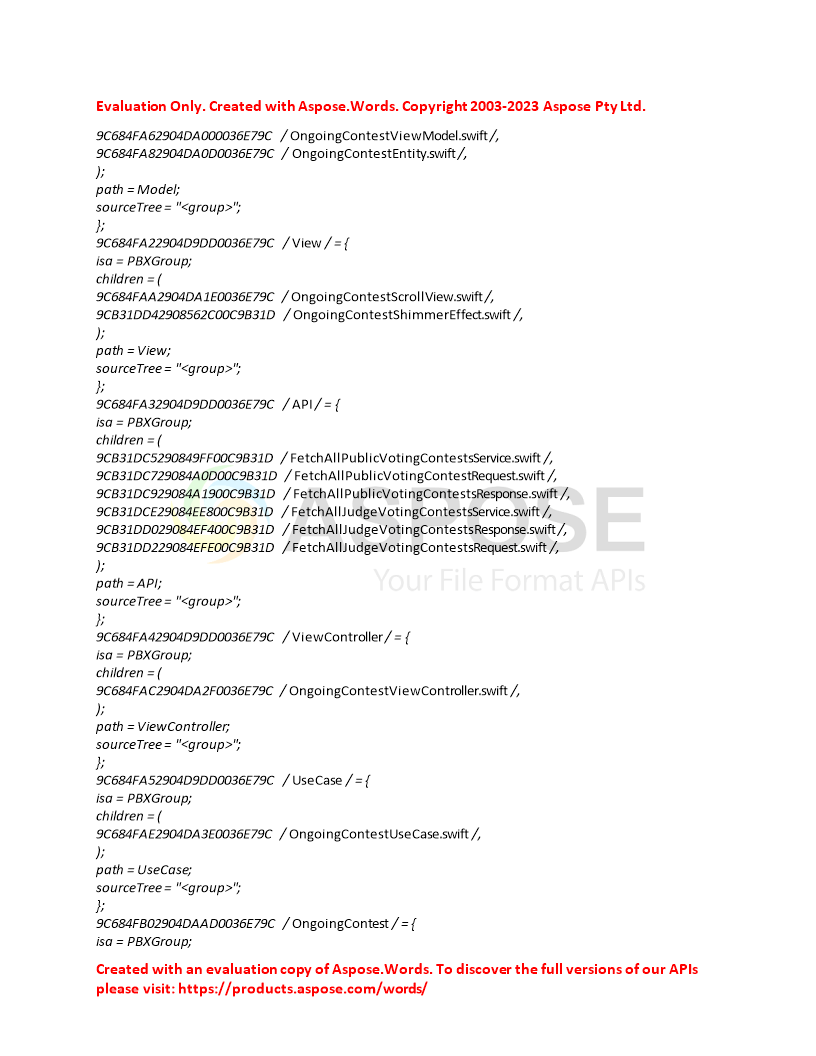 Evaluation Only. Created with Aspose.Words. Copyright 2003-2023 Aspose Pty Ltd.
9C684FA62904DA000036E79C / OngoingContestViewModel.swift /,
9C684FA82904DA0D0036E79C / OngoingContestEntity.swift /,
);
path = Model;
sourceTree = "<group>";
};
9C684FA22904D9DD0036E79C / View / = {
isa = PBXGroup;
children = (
9C684FAA2904DA1E0036E79C / OngoingContestScrollView.swift /,
9CB31DD42908562C00C9B31D / OngoingContestShimmerEffect.swift /,
);
path = View;
sourceTree = "<group>";
};
9C684FA32904D9DD0036E79C / API / = {
isa = PBXGroup;
children = (
9CB31DC5290849FF00C9B31D / FetchAllPublicVotingContestsService.swift /,
9CB31DC729084A0D00C9B31D / FetchAllPublicVotingContestRequest.swift /,
9CB31DC929084A1900C9B31D / FetchAllPublicVotingContestsResponse.swift /,
9CB31DCE29084EE800C9B31D / FetchAllJudgeVotingContestsService.swift /,
9CB31DD029084EF400C9B31D / FetchAllJudgeVotingContestsResponse.swift /,
9CB31DD229084EFE00C9B31D / FetchAllJudgeVotingContestsRequest.swift /,
);
path = API;
sourceTree = "<group>";
};
9C684FA42904D9DD0036E79C / ViewController / = {
isa = PBXGroup;
children = (
9C684FAC2904DA2F0036E79C / OngoingContestViewController.swift /,
);
path = ViewController;
sourceTree = "<group>";
};
9C684FA52904D9DD0036E79C / UseCase / = {
isa = PBXGroup;
children = (
9C684FAE2904DA3E0036E79C / OngoingContestUseCase.swift /,
);
path = UseCase;
sourceTree = "<group>";
};
9C684FB02904DAAD0036E79C / OngoingContest / = {
isa = PBXGroup;
Created with an evaluation copy of Aspose.Words. To discover the full versions of our APIs
please visit: https://products.aspose.com/words/
ASPOSE
Your File Format APIs